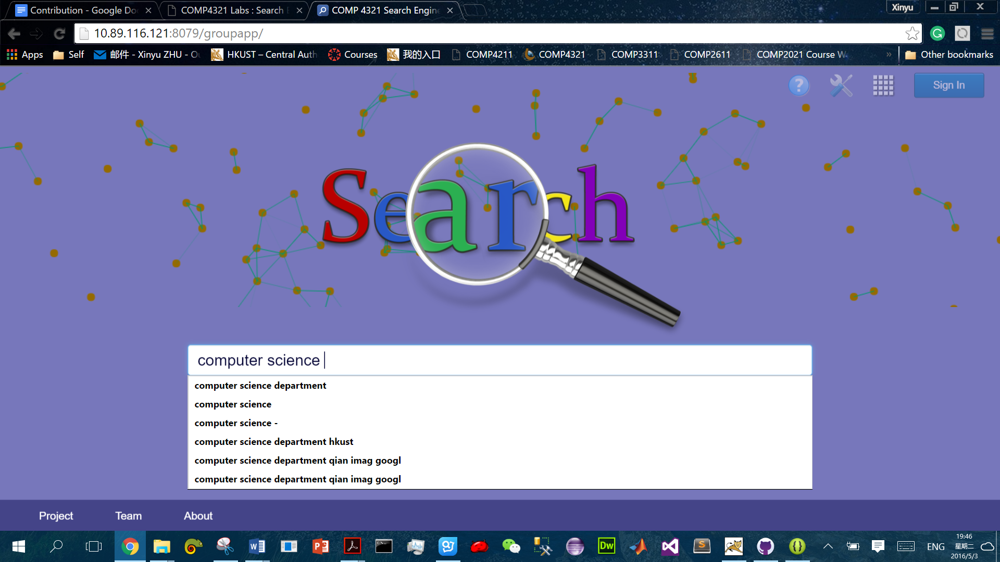 Contribution - Google Do
COMP4321 Labs : Search E
COMP 4321 Search Engine
Xinyu
10.89.116.121:8079/groupapp/
Apps
Self
邮件 - Xinyu ZHU - Ou
HKUST – Central Auth
Courses
我的入口
COMP4211
COMP4321
COMP3311
COMP2611
COMP2021 Course W
»
Other bookmarks
?
Sign In
Search
computer science
computer science department
computer science
computer science -
computer science department hkust
computer science department qian imag googl
computer science department qian imag googl
Project
Team
About
Dw
ENG
19:46
星期二
2016/5/3